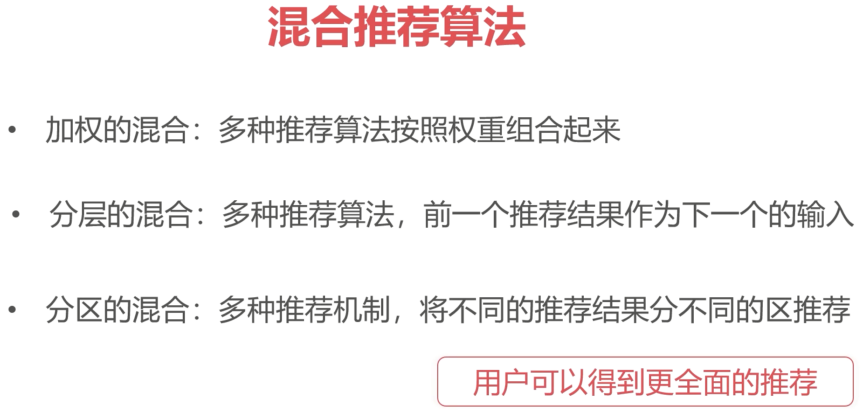 混合推荐算法
• 加权的混合：多种推荐算法按照权重组合起来
• 分层的混合：多种推荐算法，前一个推荐结果作为下一个的输入
• 分区的混合：多种推荐机制，将不同的推荐结果分不同的区推荐
用户可以得到更全面的推荐